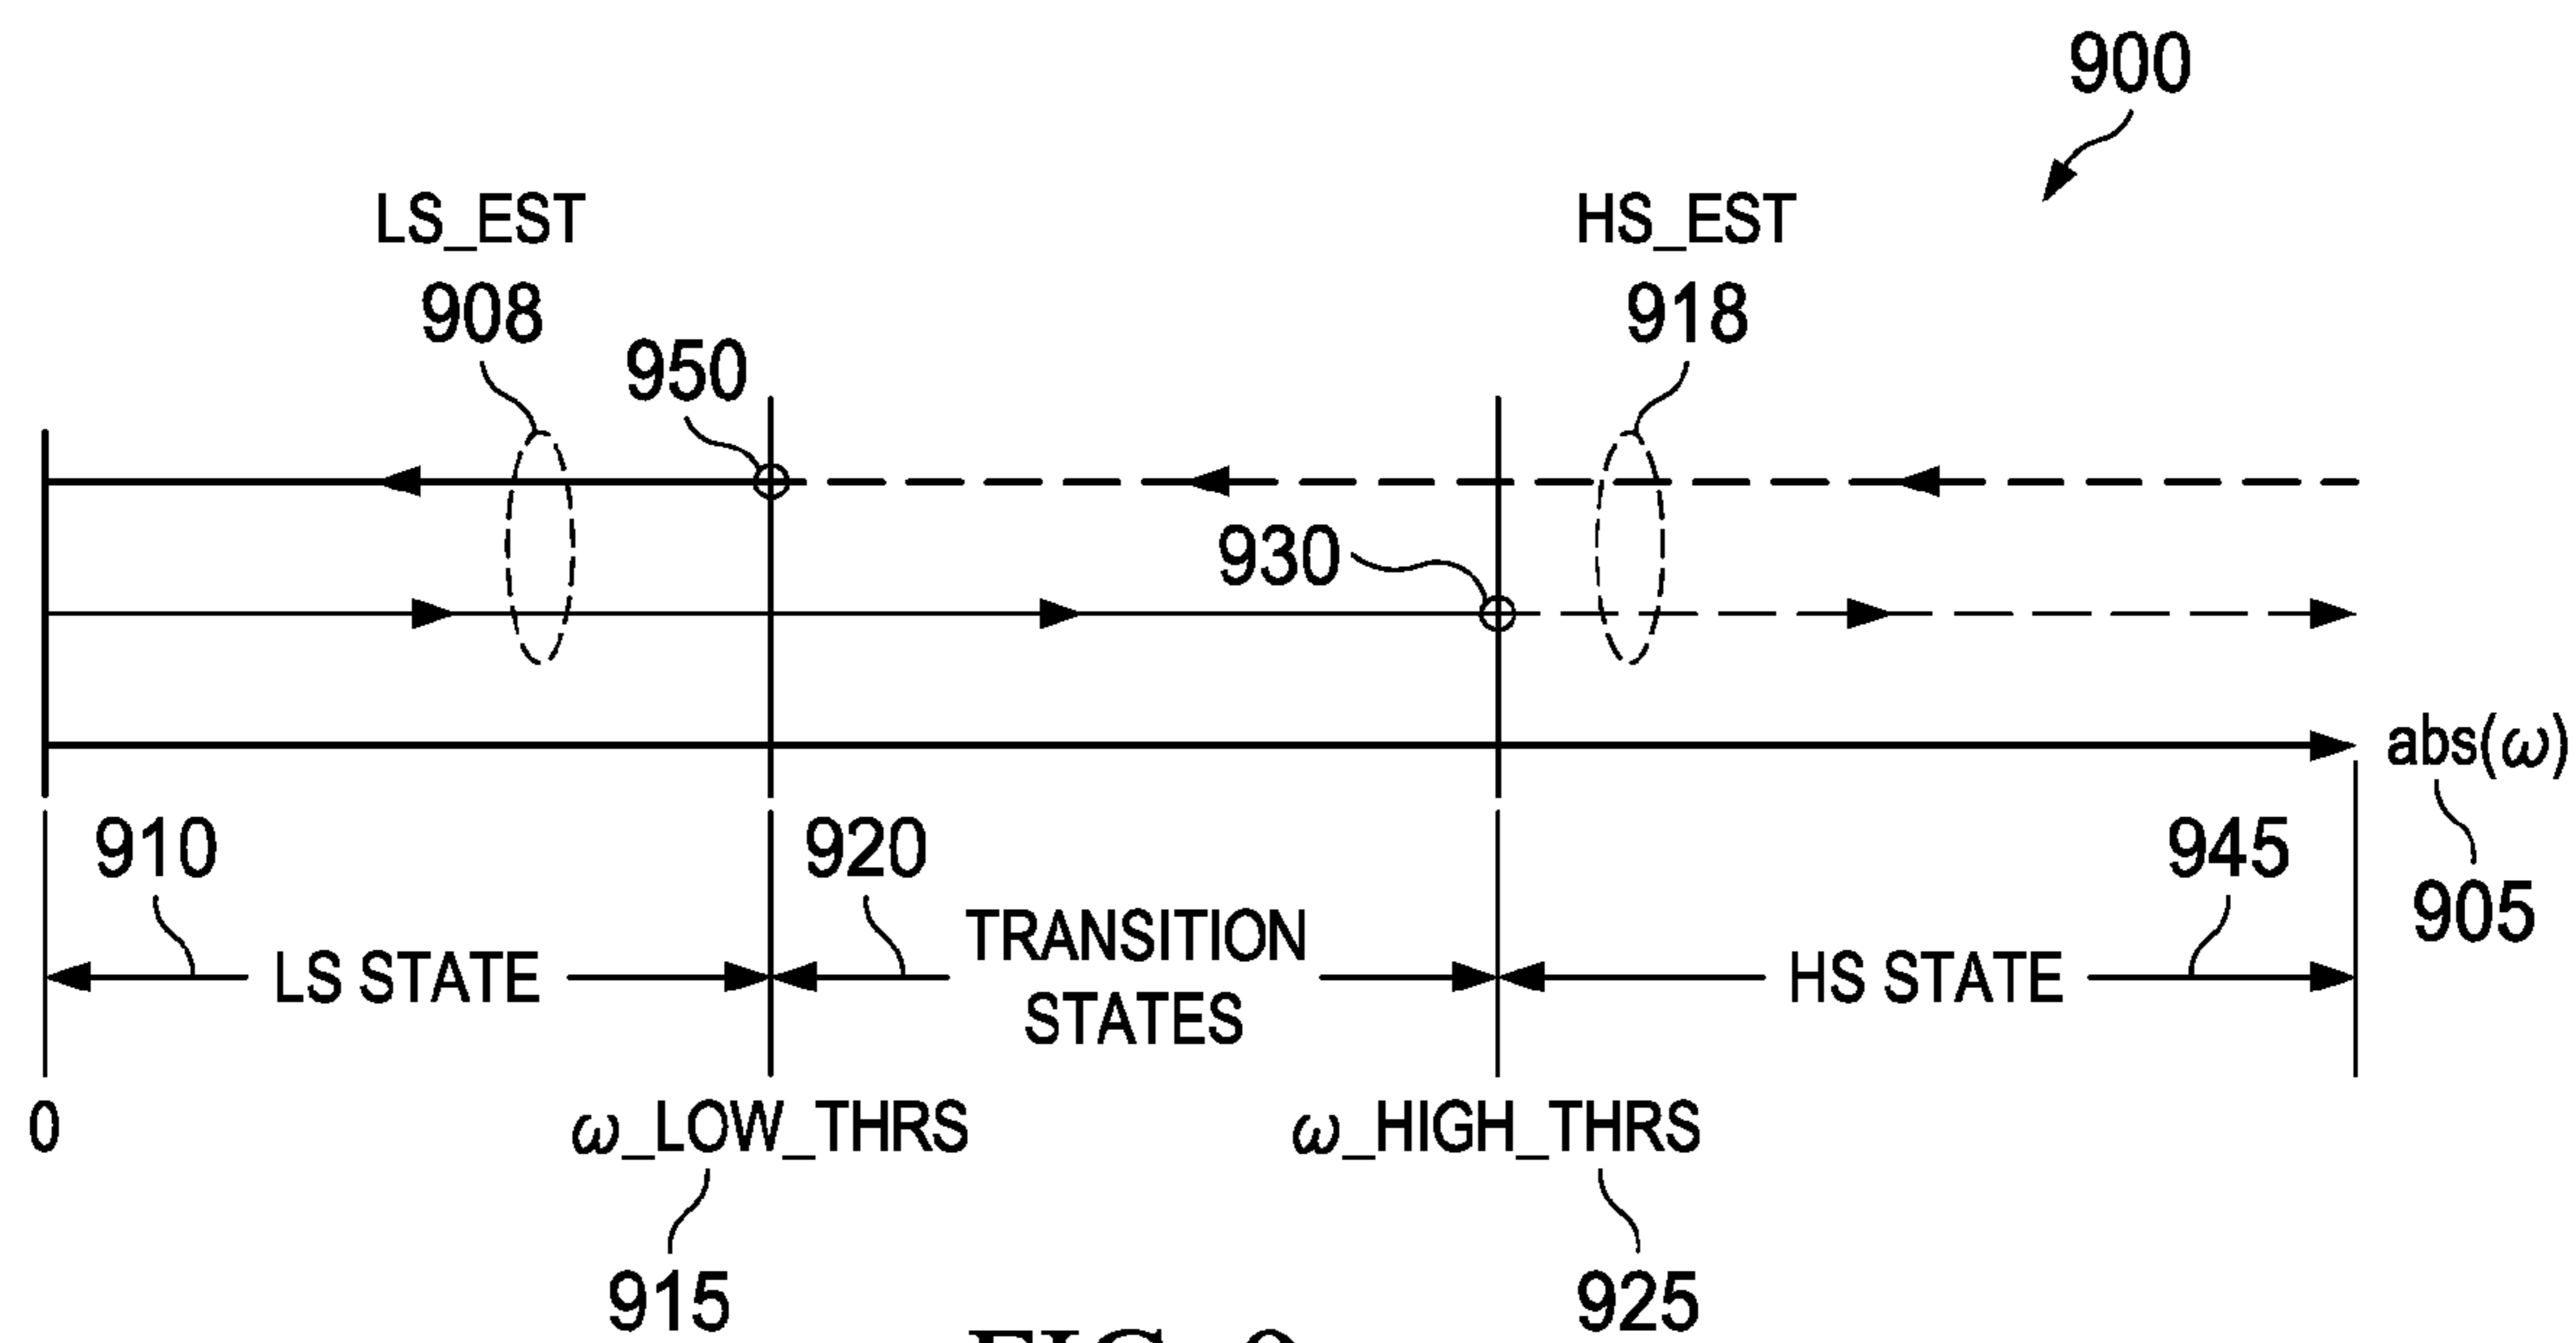 900
LS_EST
908
HS_EST
918
950
930
abs(ω)
905
910
920
945
LS STATE
TRANSITION
STATES
HS STATE
0
ω_LOW_THRS
ω_HIGH_THRS
915
925